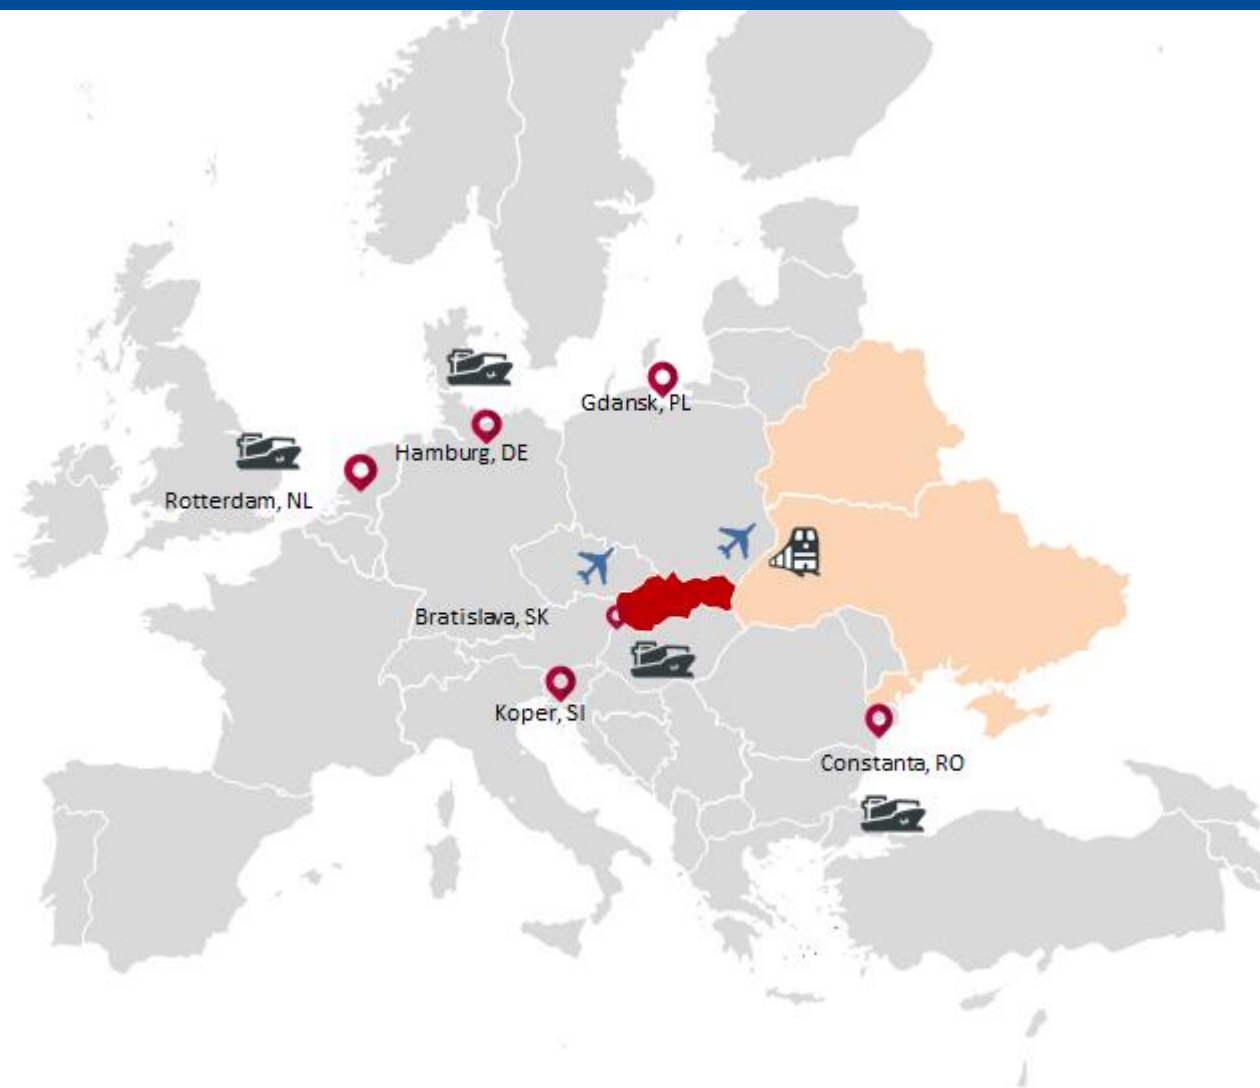 Gdansk, PL
Hamburg, DE
Rotterdam, NL
Bratislava, SK
Koper, SI
Constanta, RO